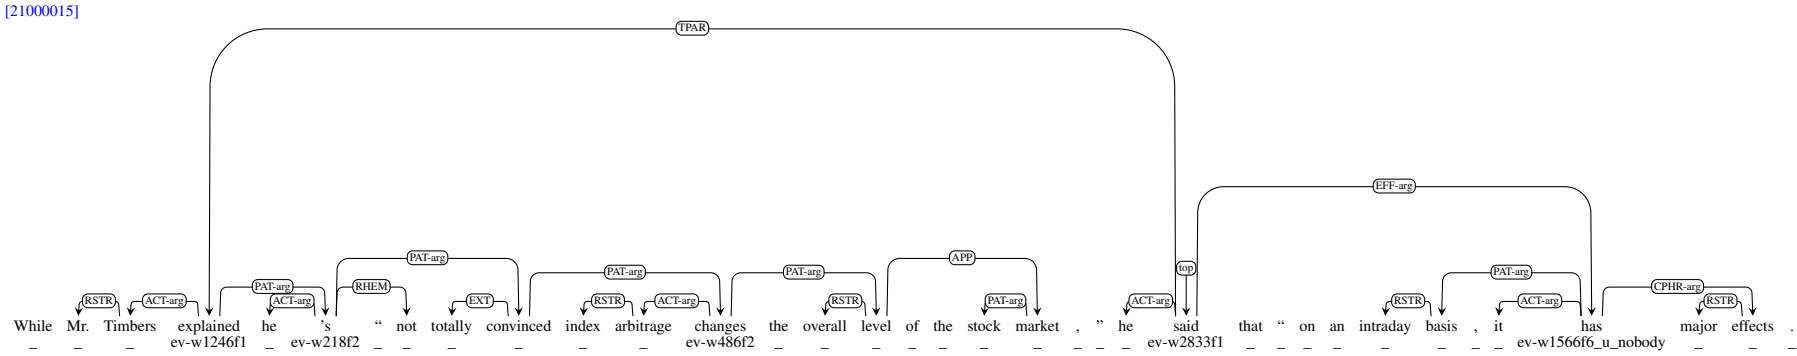 [21000015]
TPAR
EFF-arg
PAT-arg APP top
PAT-arg PAT-arg PAT-arg
PAT-arg RHEM CPHR-arg
RSTR ACT-arg ACT-arg EXT RSTR ACT-arg RSTR PAT-arg ACT-arg RSTR ACT-arg RSTR
While Mr. Timbers explained he 's “ not totally convinced index arbitrage changes the overall level of the stock market , ” he said that “ on an intraday basis , it has major effects .
_ _ _ ev-w1246f1 _ ev-w218f2 _ _ _ _ _ _ ev-w486f2 _ _ _ _ _ _ _ _ _ _ ev-w2833f1 _ _ _ _ _ _ _ _ ev-w1566f6_u_nobody _ _ _